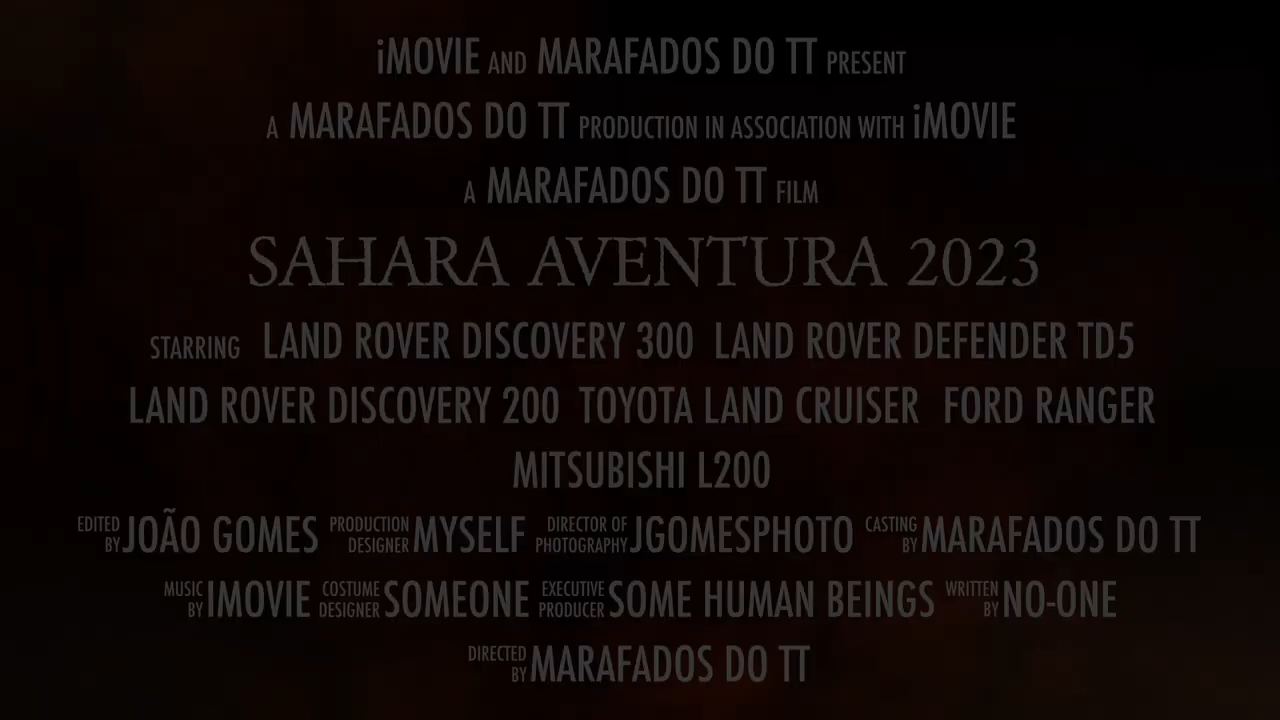 iMOVIE AND MARAFADOS DO TT PRESENT
A MARAFADOS DO TT PRODUCTION IN ASSOCIATION WITH iMOVIE
A MARAFADOS DO TT FILM
SAHARA AVENTURA 2023
STARRING LAND ROVER DISCOVERY 300 LAND ROVER DEFENDER TD5
LAND ROVER DISCOVERY 200 TOYOTA LAND CRUISER FORD RANGER
MITSUBISHI L200
EDITED BY JOÃO GOMES PRODUCTION DESIGNER MYSELF DIRECTOR OF PHOTOGRAPHY JGOMESPHOTO CASTING BY MARAFADOS DO TT
MUSIC BY IMOVIE COSTUME DESIGNER SOMEONE EXECUTIVE PRODUCER SOME HUMAN BEINGS WRITTEN BY NO-ONE
DIRECTED BY MARAFADOS DO TT